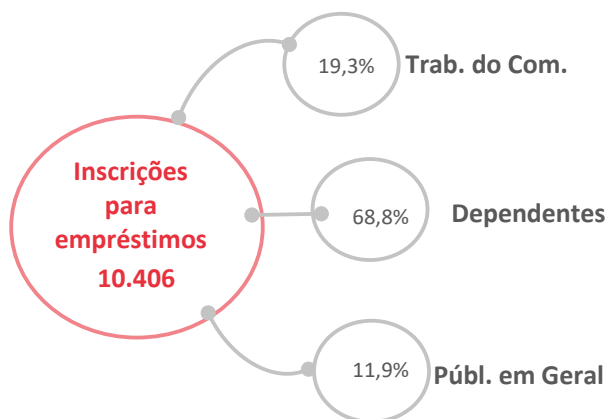 19,3% Trab. do Com.
Inscrições
para
empréstimos
10.406
68,8% Dependentes
11,9% Públ. em Geral